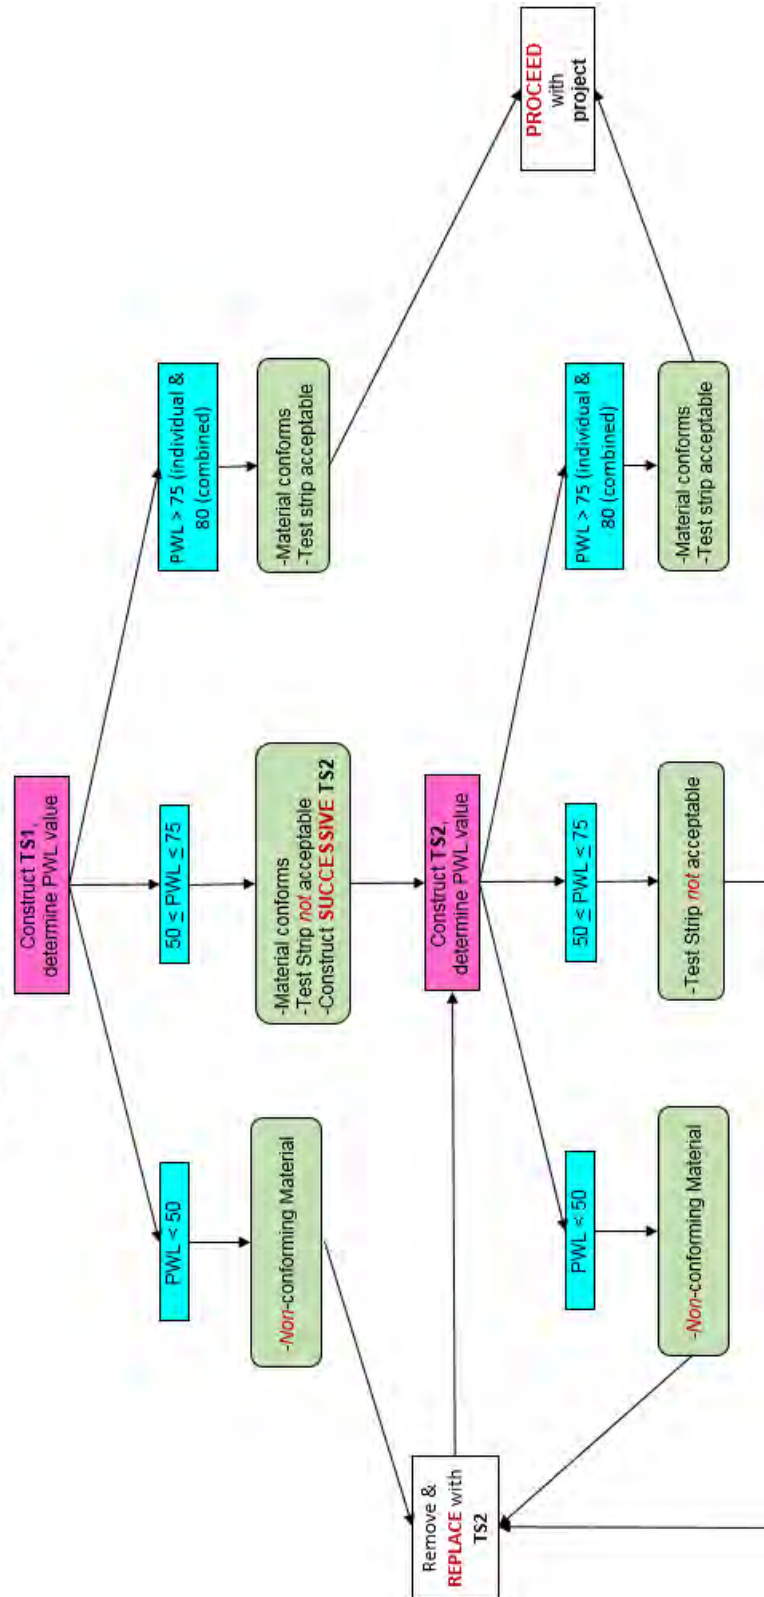 Construct TS1,
determine PWL value
PWL < 50
50 ≤ PWL ≤ 75
PWL > 75 (individual &
80 (combined)
-Non-conforming Material
-Material conforms
-Test Strip not acceptable
-Construct SUCCESSIVE TS2
-Material conforms
-Test strip acceptable
Remove &
REPLACE with
TS2
Construct TS2,
determine PWL value
PROCEED
with
project
PWL < 50
50 ≤ PWL ≤ 75
PWL > 75 (individual &
80 (combined)
-Non-conforming Material
-Test Strip not acceptable
-Material conforms
-Test strip acceptable